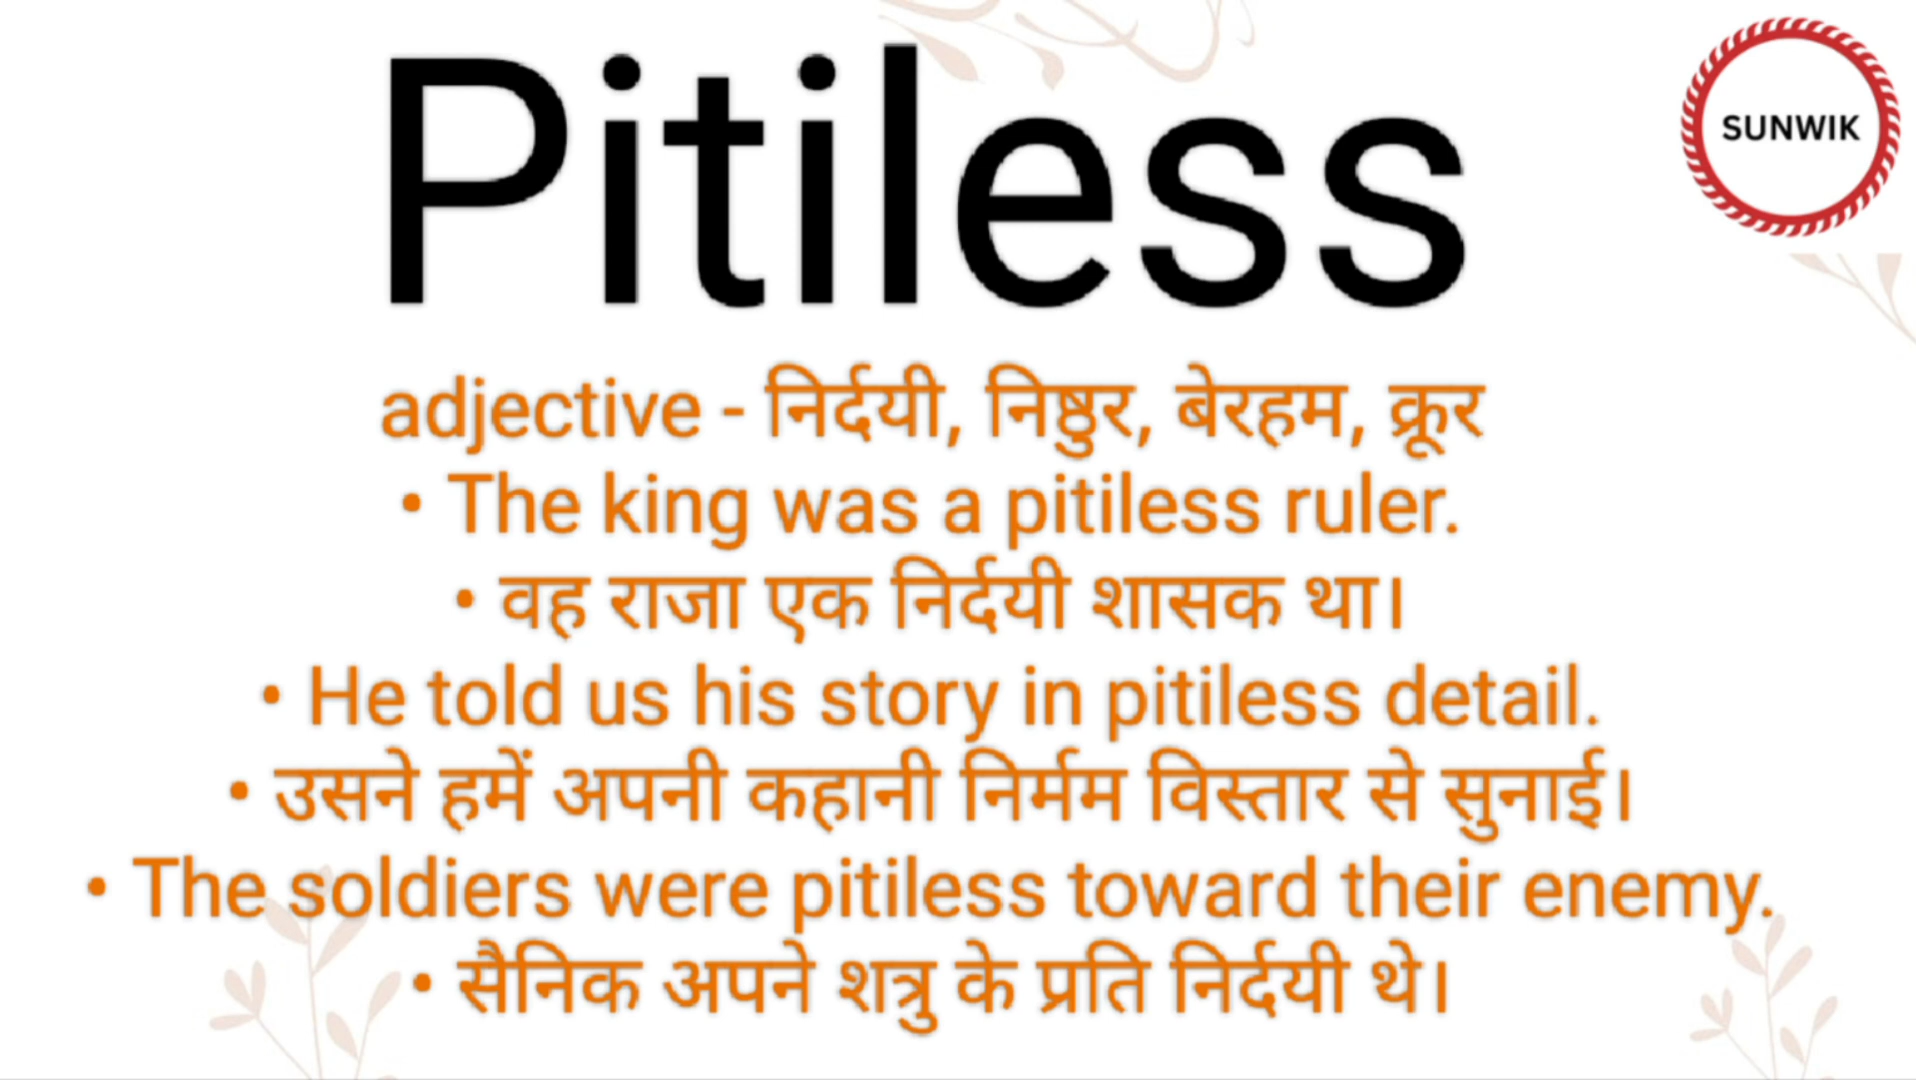 Pitiless
SUNWIK
adjective - निर्दयी, निष्ठुर, बेरहम, क्रूर
• The king was a pitiless ruler.
• वह राजा एक निर्दयी शासक था।
• He told us his story in pitiless detail.
• उसने हमें अपनी कहानी निर्मम विस्तार से सुनाई।
• The soldiers were pitiless toward their enemy.
• सैनिक अपने शत्रु के प्रति निर्दयी थे।